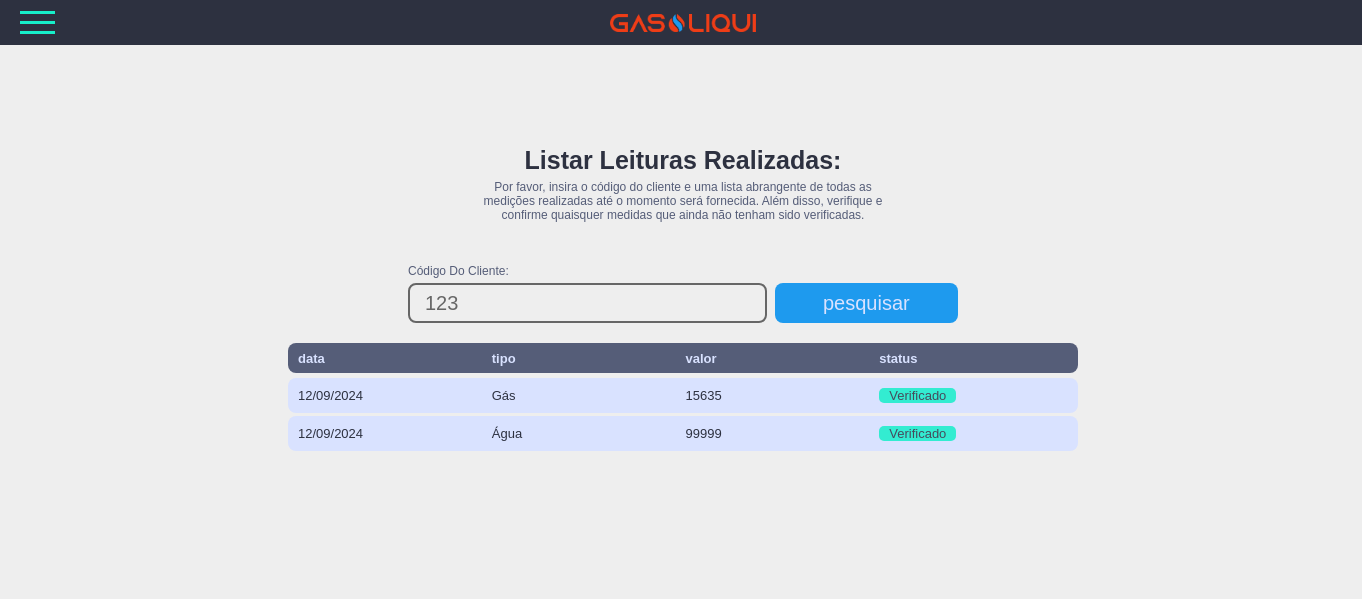 GASOLIQUI
Listar Leituras Realizadas:
Por favor, insira o código do cliente e uma lista abrangente de todas as
medições realizadas até o momento será fornecida. Além disso, verifique e
confirme quaisquer medidas que ainda não tenham sido verificadas.
Código Do Cliente:
123 pesquisar
data tipo valor status
12/09/2024 Gás 15635 Verificado
12/09/2024 Água 99999 Verificado